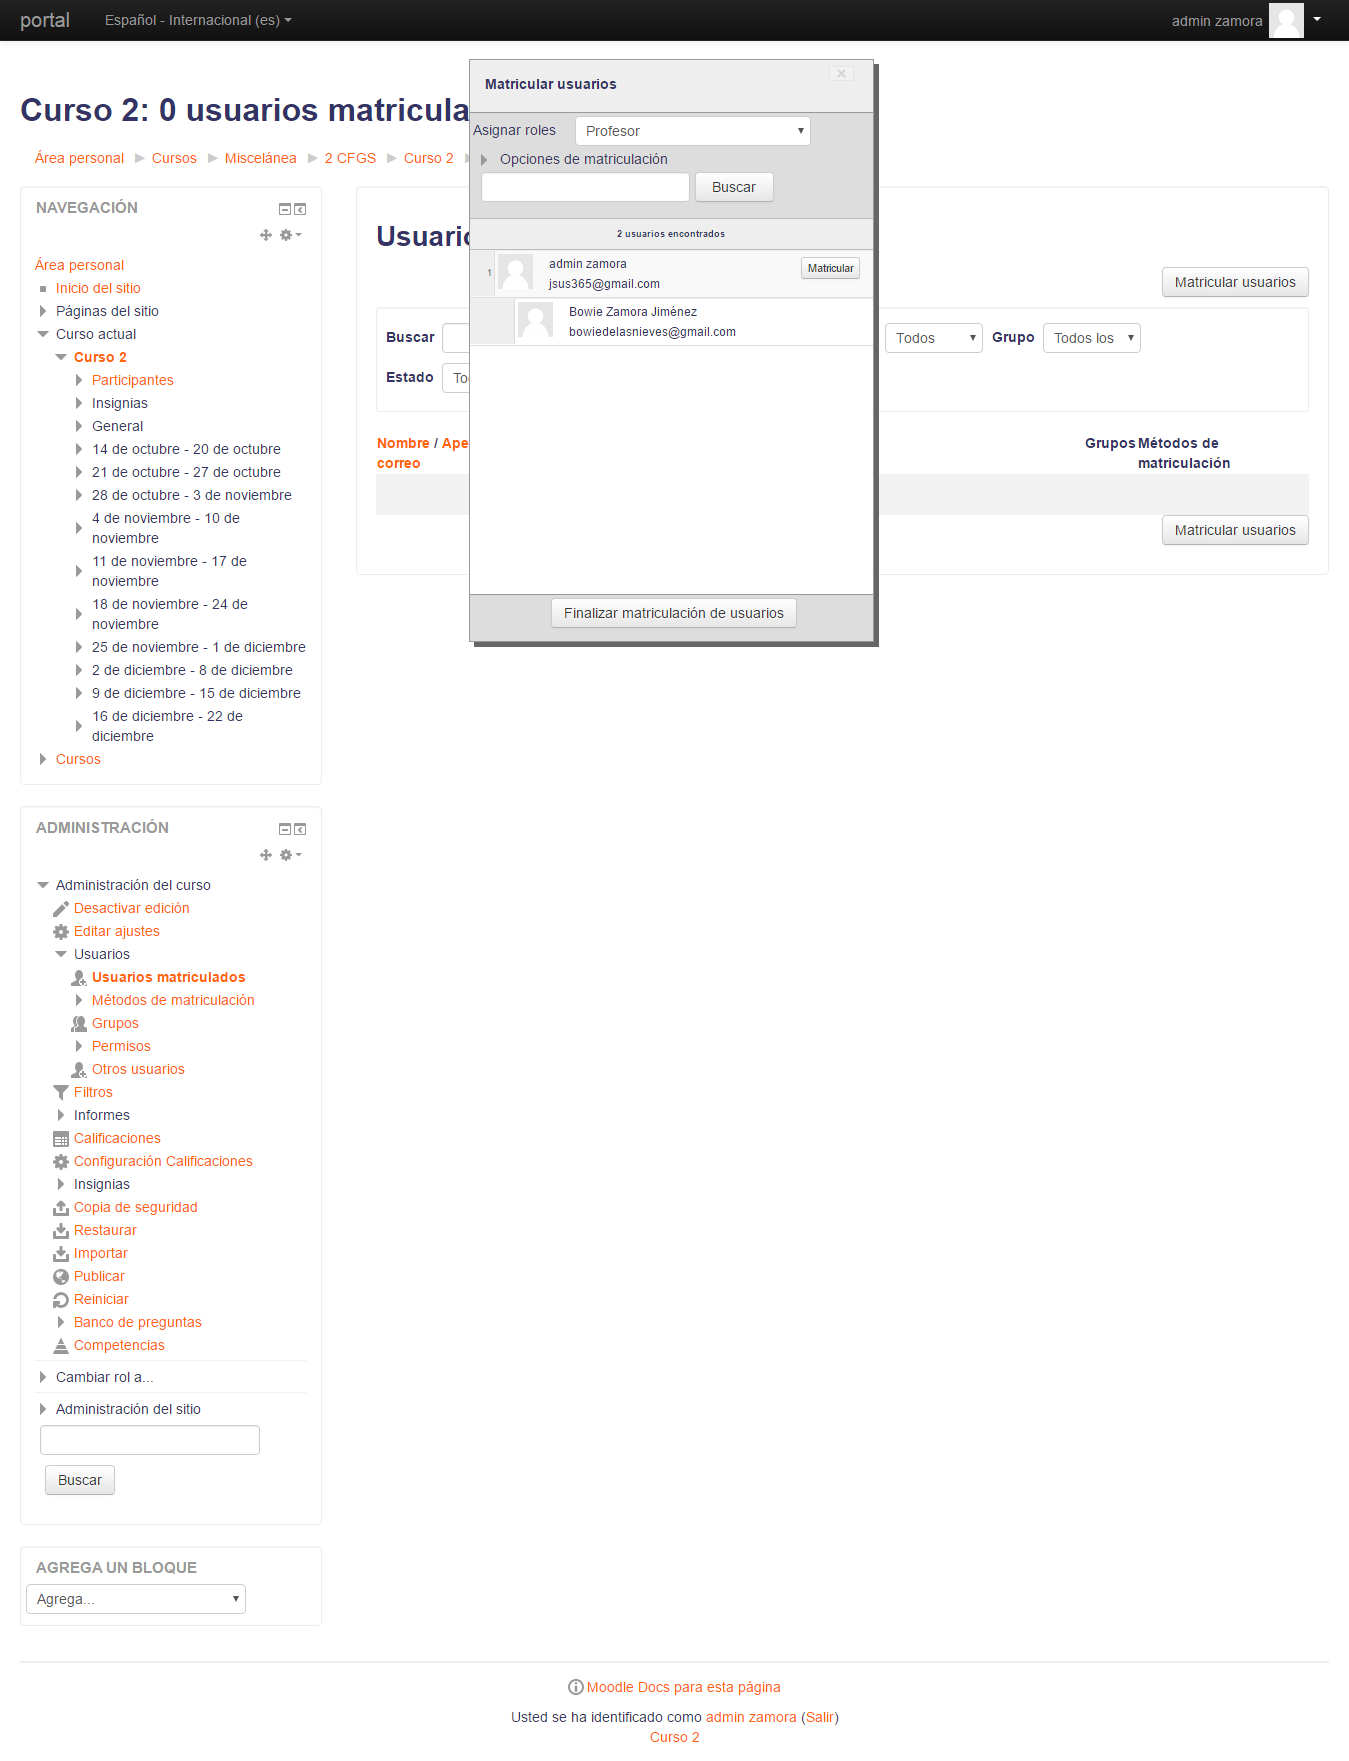 portal
Español - Internacional (es)
admin zamora
Curso 2: 0 usuarios matricula
Área personal
Cursos
Miscelánea
2 CFGS
Curso 2
Matricular usuarios
Asignar roles
Profesor
Opciones de matriculación
Buscar
2 usuarios encontrados
1
admin zamora
jsus365@gmail.com
Matricular
Bowie Zamora Jiménez
bowiedelasnieves@gmail.com
Finalizar matriculación de usuarios
NAVEGACIÓN
Área personal
Inicio del sitio
Páginas del sitio
Curso actual
Curso 2
Participantes
Insignias
General
14 de octubre - 20 de octubre
21 de octubre - 27 de octubre
28 de octubre - 3 de noviembre
4 de noviembre - 10 de
noviembre
11 de noviembre - 17 de
noviembre
18 de noviembre - 24 de
noviembre
25 de noviembre - 1 de diciembre
2 de diciembre - 8 de diciembre
9 de diciembre - 15 de diciembre
16 de diciembre - 22 de
diciembre
Cursos
Usuari
Matricular usuarios
Buscar
Todos
Grupo
Todos los
Estado
To
Nombre / Ape
correo
Grupos
Métodos de
matriculación
Matricular usuarios
ADMINISTRACIÓN
Administración del curso
Desactivar edición
Editar ajustes
Usuarios
Usuarios matriculados
Métodos de matriculación
Grupos
Permisos
Otros usuarios
Filtros
Informes
Calificaciones
Configuración Calificaciones
Insignias
Copia de seguridad
Restaurar
Importar
Publicar
Reiniciar
Banco de preguntas
Competencias
Cambiar rol a...
Administración del sitio
Buscar
AGREGA UN BLOQUE
Agrega...
Moodle Docs para esta página
Usted se ha identificado como admin zamora (Salir)
Curso 2